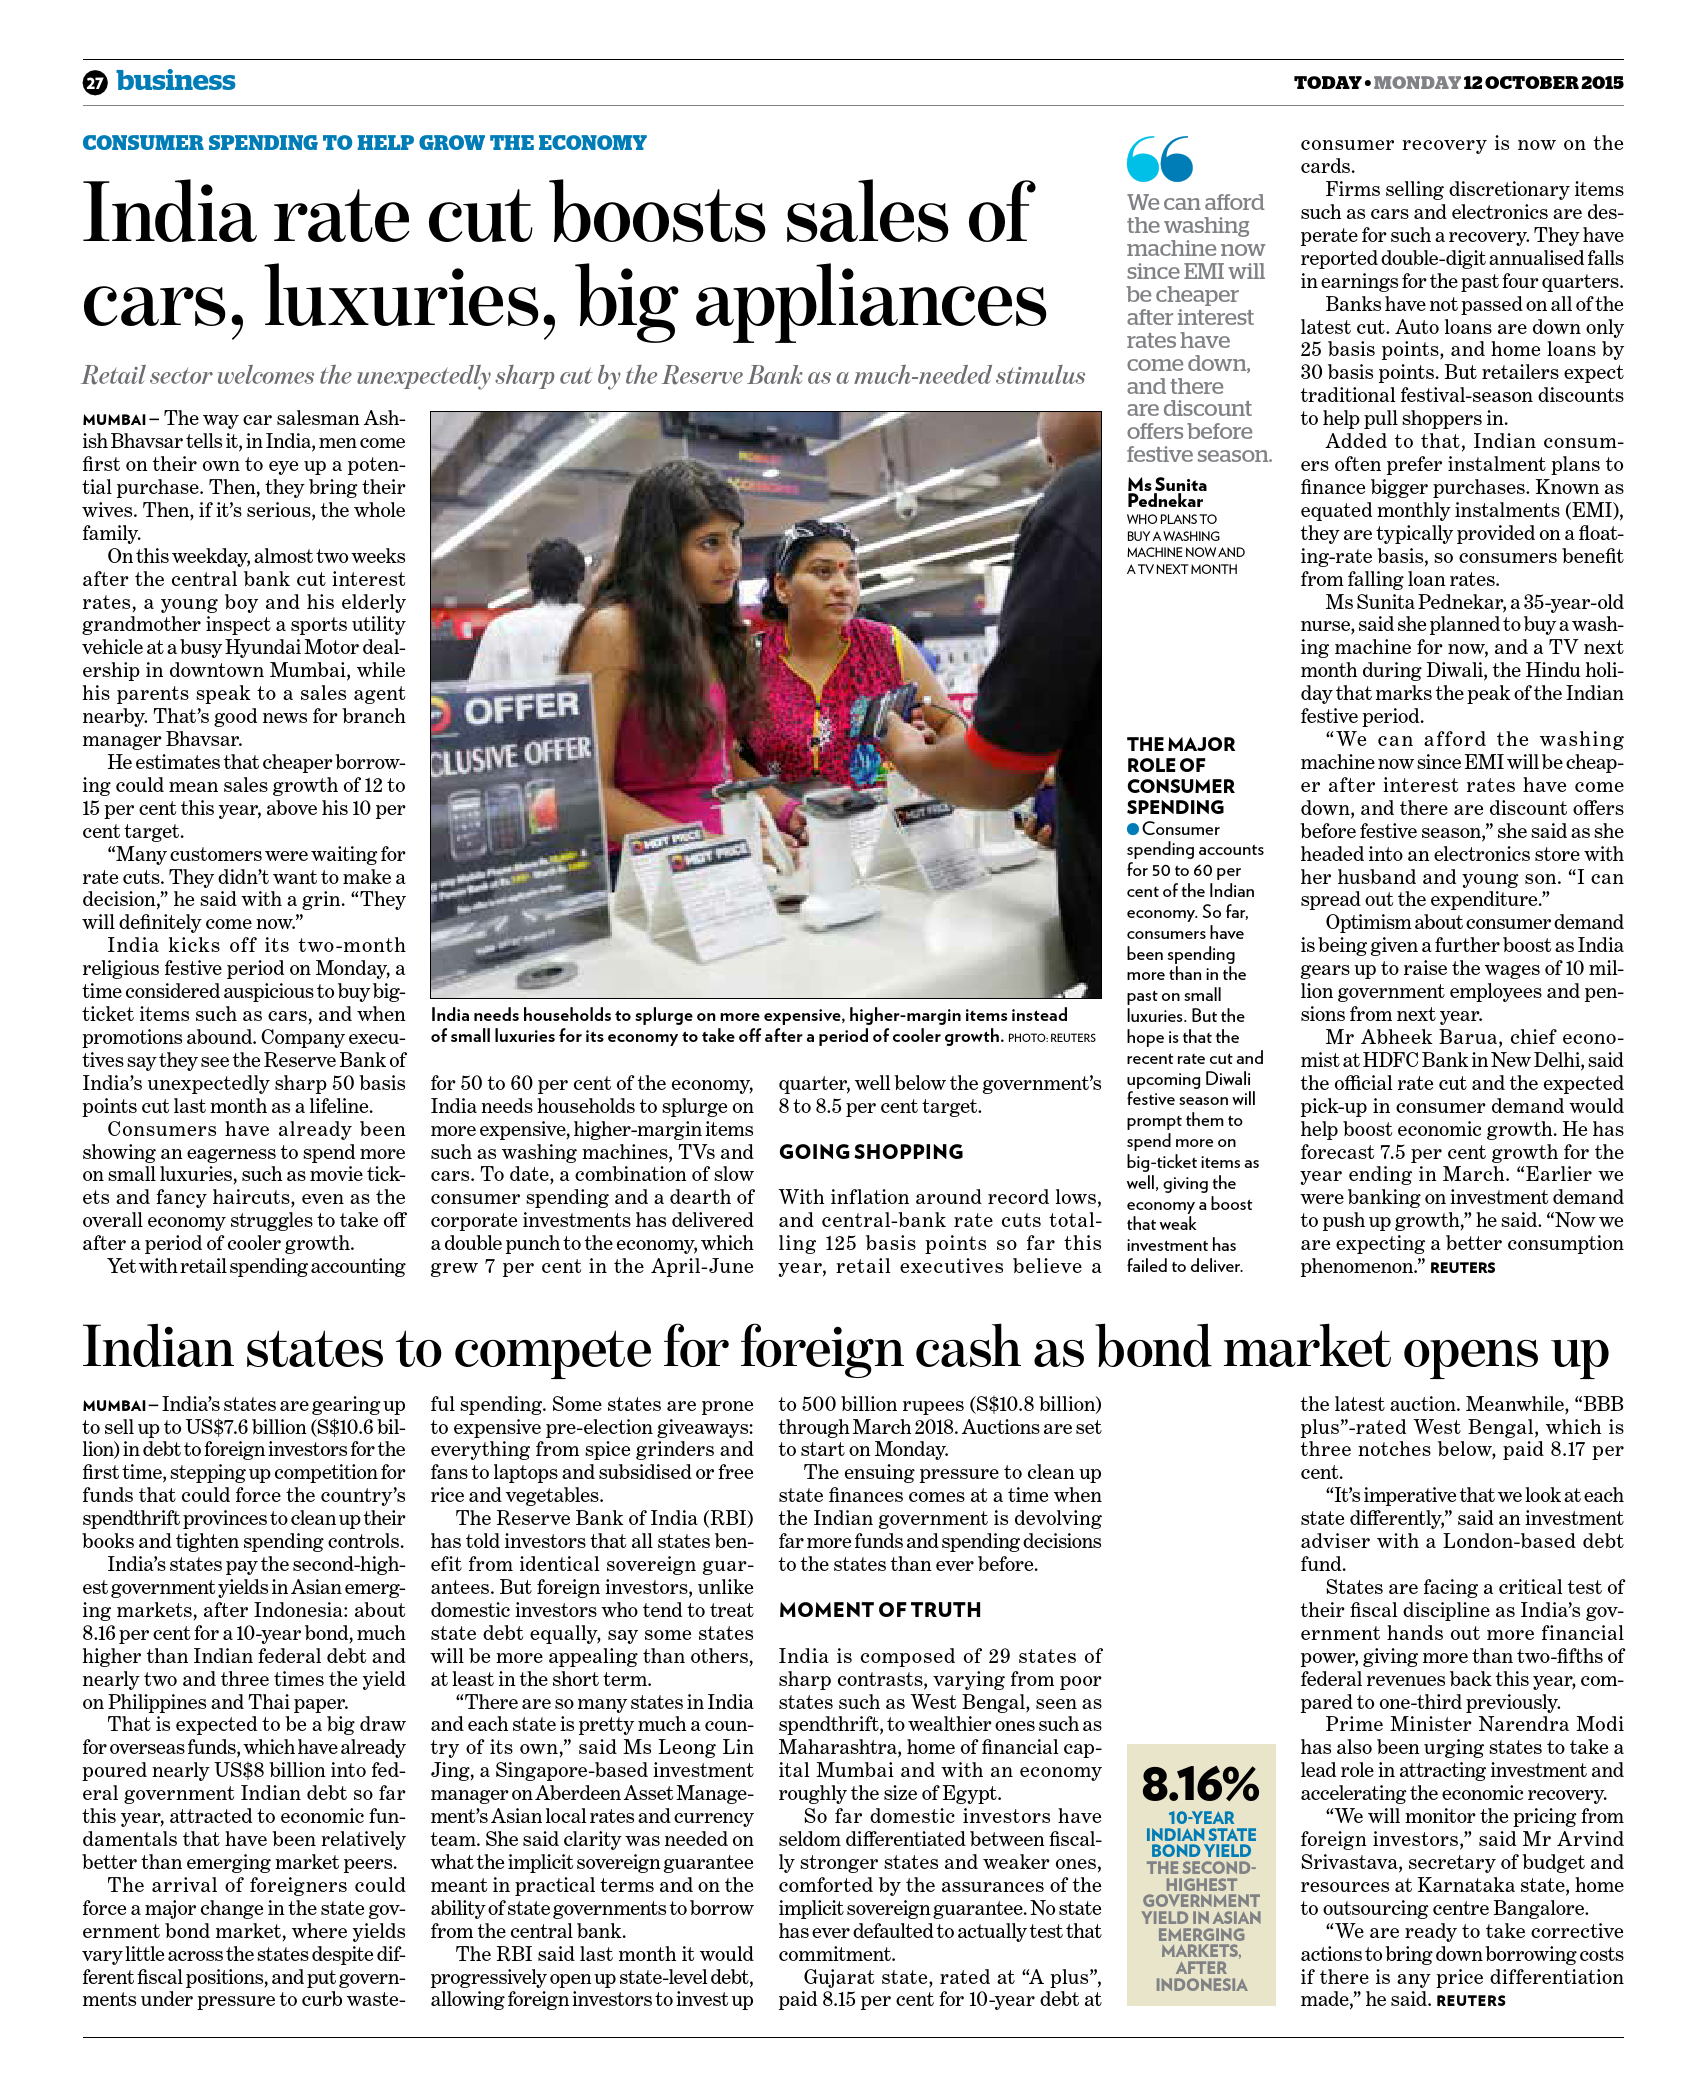 27 business
TODAY • MONDAY 12 OCTOBER 2015
CONSUMER SPENDING TO HELP GROW THE ECONOMY
India rate cut boosts sales of
cars, luxuries, big appliances
Retail sector welcomes the unexpectedly sharp cut by the Reserve Bank as a much-needed stimulus
MUMBAI — The way car salesman Ash-
ish Bhavsar tells it, in India, men come
first on their own to eye up a poten-
tial purchase. Then, they bring their
wives. Then, if it's serious, the whole
family.
On this weekday, almost two weeks
after the central bank cut interest
rates, a young boy and his elderly
grandmother inspect a sports utility
vehicle at a busy Hyundai Motor deal-
ership in downtown Mumbai, while
his parents speak to a sales agent
nearby. That's good news for branch
manager Bhavsar.
He estimates that cheaper borrow-
ing could mean sales growth of 12 to
15 per cent this year, above his 10 per
cent target.
“Many customers were waiting for
rate cuts. They didn't want to make a
decision,” he said with a grin. “They
will definitely come now.”
India kicks off its two-month
religious festive period on Monday, a
time considered auspicious to buy big-
ticket items such as cars, and when
promotions abound. Company execu-
tives say they see the Reserve Bank of
India's unexpectedly sharp 50 basis
points cut last month as a lifeline.
Consumers have already been
showing an eagerness to spend more
on small luxuries, such as movie tick-
ets and fancy haircuts, even as the
overall economy struggles to take off
after a period of cooler growth.
Yet with retail spending accounting
OFFER
CLUSIVE OFFER
HOT PRICE
HOT PRICE
HOT PRICE
India needs households to splurge on more expensive, higher-margin items instead
of small luxuries for its economy to take off after a period of cooler growth. PHOTO: REUTERS
for 50 to 60 per cent of the economy,
India needs households to splurge on
more expensive, higher-margin items
such as washing machines, TVs and
cars. To date, a combination of slow
consumer spending and a dearth of
corporate investments has delivered
a double punch to the economy, which
grew 7 per cent in the April-June
quarter, well below the government's
8 to 8.5 per cent target.
GOING SHOPPING
With inflation around record lows,
and central-bank rate cuts total-
ling 125 basis points so far this
year, retail executives believe a
We can afford
the washing
machine now
since EMI will
be cheaper
after interest
rates have
come down,
and there
are discount
offers before
festive season.
Ms Sunita
Pednekar
WHO PLANS TO
BUY A WASHING
MACHINE NOW AND
A TV NEXT MONTH
THE MAJOR
ROLE OF
CONSUMER
SPENDING
● Consumer
spending accounts
for 50 to 60 per
cent of the Indian
economy. So far,
consumers have
been spending
more than in the
past on small
luxuries. But the
hope is that the
recent rate cut and
upcoming Diwali
festive season will
prompt them to
spend more on
big-ticket items as
well, giving the
economy a boost
that weak
investment has
failed to deliver.
consumer recovery is now on the
cards.
Firms selling discretionary items
such as cars and electronics are des-
perate for such a recovery. They have
reported double-digit annualised falls
in earnings for the past four quarters.
Banks have not passed on all of the
latest cut. Auto loans are down only
25 basis points, and home loans by
30 basis points. But retailers expect
traditional festival-season discounts
to help pull shoppers in.
Added to that, Indian consum-
ers often prefer instalment plans to
finance bigger purchases. Known as
equated monthly instalments (EMI),
they are typically provided on a float-
ing-rate basis, so consumers benefit
from falling loan rates.
Ms Sunita Pednekar, a 35-year-old
nurse, said she planned to buy a wash-
ing machine for now, and a TV next
month during Diwali, the Hindu holi-
day that marks the peak of the Indian
festive period.
“We can afford the washing
machine now since EMI will be cheap-
er after interest rates have come
down, and there are discount offers
before festive season,” she said as she
headed into an electronics store with
her husband and young son. “I can
spread out the expenditure.”
Optimism about consumer demand
is being given a further boost as India
gears up to raise the wages of 10 mil-
lion government employees and pen-
sions from next year.
Mr Abheek Barua, chief econo-
mist at HDFC Bank in New Delhi, said
the official rate cut and the expected
pick-up in consumer demand would
help boost economic growth. He has
forecast 7.5 per cent growth for the
year ending in March. “Earlier we
were banking on investment demand
to push up growth,” he said. “Now we
are expecting a better consumption
phenomenon.” REUTERS
Indian states to compete for foreign cash as bond market opens up
MUMBAI — India's states are gearing up
to sell up to US$7.6 billion (S$10.6 bil-
lion) in debt to foreign investors for the
first time, stepping up competition for
funds that could force the country's
spendthrift provinces to clean up their
books and tighten spending controls.
India's states pay the second-high-
est government yields in Asian emerg-
ing markets, after Indonesia: about
8.16 per cent for a 10-year bond, much
higher than Indian federal debt and
nearly two and three times the yield
on Philippines and Thai paper.
That is expected to be a big draw
for overseas funds, which have already
poured nearly US$8 billion into fed-
eral government Indian debt so far
this year, attracted to economic fun-
damentals that have been relatively
better than emerging market peers.
The arrival of foreigners could
force a major change in the state gov-
ernment bond market, where yields
vary little across the states despite dif-
ferent fiscal positions, and put govern-
ments under pressure to curb waste-
ful spending. Some states are prone
to expensive pre-election giveaways:
everything from spice grinders and
fans to laptops and subsidised or free
rice and vegetables.
The Reserve Bank of India (RBI)
has told investors that all states ben-
efit from identical sovereign guar-
antees. But foreign investors, unlike
domestic investors who tend to treat
state debt equally, say some states
will be more appealing than others,
at least in the short term.
“There are so many states in India
and each state is pretty much a coun-
try of its own,” said Ms Leong Lin
Jing, a Singapore-based investment
manager on Aberdeen Asset Manage-
ment's Asian local rates and currency
team. She said clarity was needed on
what the implicit sovereign guarantee
meant in practical terms and on the
ability of state governments to borrow
from the central bank.
The RBI said last month it would
progressively open up state-level debt,
allowing foreign investors to invest up
to 500 billion rupees (S$10.8 billion)
through March 2018. Auctions are set
to start on Monday.
The ensuing pressure to clean up
state finances comes at a time when
the Indian government is devolving
far more funds and spending decisions
to the states than ever before.
MOMENT OF TRUTH
India is composed of 29 states of
sharp contrasts, varying from poor
states such as West Bengal, seen as
spendthrift, to wealthier ones such as
Maharashtra, home of financial cap-
ital Mumbai and with an economy
roughly the size of Egypt.
So far domestic investors have
seldom differentiated between fiscal-
ly stronger states and weaker ones,
comforted by the assurances of the
implicit sovereign guarantee. No state
has ever defaulted to actually test that
commitment.
Gujarat state, rated at “A plus”,
paid 8.15 per cent for 10-year debt at
8.16%
10-YEAR
INDIAN STATE
BOND YIELD
THE SECOND-
HIGHEST
GOVERNMENT
YIELD IN ASIAN
EMERGING
MARKETS,
AFTER
INDONESIA
the latest auction. Meanwhile, “BBB
plus”-rated West Bengal, which is
three notches below, paid 8.17 per
cent.
“It's imperative that we look at each
state differently,” said an investment
adviser with a London-based debt
fund.
States are facing a critical test of
their fiscal discipline as India's gov-
ernment hands out more financial
power, giving more than two-fifths of
federal revenues back this year, com-
pared to one-third previously.
Prime Minister Narendra Modi
has also been urging states to take a
lead role in attracting investment and
accelerating the economic recovery.
“We will monitor the pricing from
foreign investors,” said Mr Arvind
Srivastava, secretary of budget and
resources at Karnataka state, home
to outsourcing centre Bangalore.
“We are ready to take corrective
actions to bring down borrowing costs
if there is any price differentiation
made,” he said. REUTERS